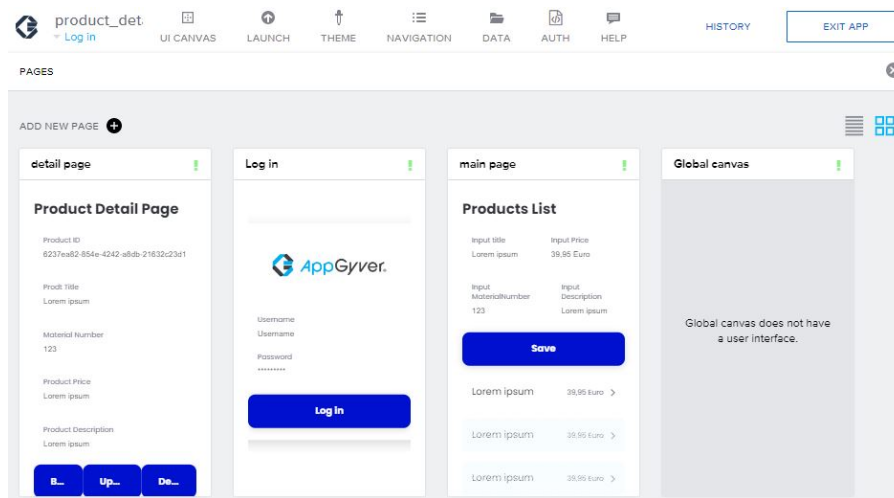 product_det
Log in
UI CANVAS
LAUNCH
THEME
NAVIGATION
DATA
AUTH
HELP
HISTORY
EXIT APP
PAGES
ADD NEW PAGE
detail page
Product Detail Page
Product ID
6237ea82-854e-4242-a8db-21632c23d1
Prodt Title
Lorem ipsum
Material Number
123
Product Price
Lorem ipsum
Product Description
Lorem ipsum
B...
Up...
De...
Log in
AppGyver.
Username
Username
Password
•••••••••
Log in
main page
Products List
Input title
Lorem ipsum
Input Price
39,95 Euro
Input
MaterialNumber
123
Input
Description
Lorem ipsum
Save
Lorem ipsum 39,95 Euro
Lorem ipsum 39,95 Euro
Lorem ipsum 39,95 Euro
Global canvas
Global canvas does not have
a user interface.